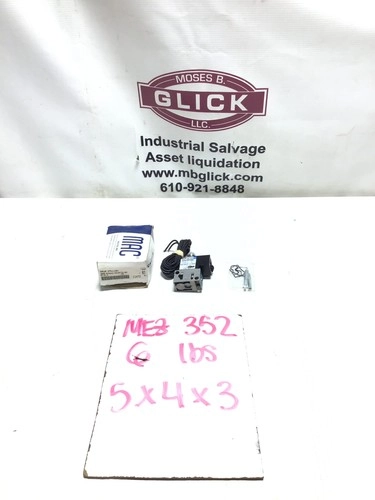 MOSES B.
GLICK
LLC.
Industrial Salvage
Asset liquidation
www.mbglick.com
610-921-8848
MAC
MEZ 352
6 lbs
5x4x3